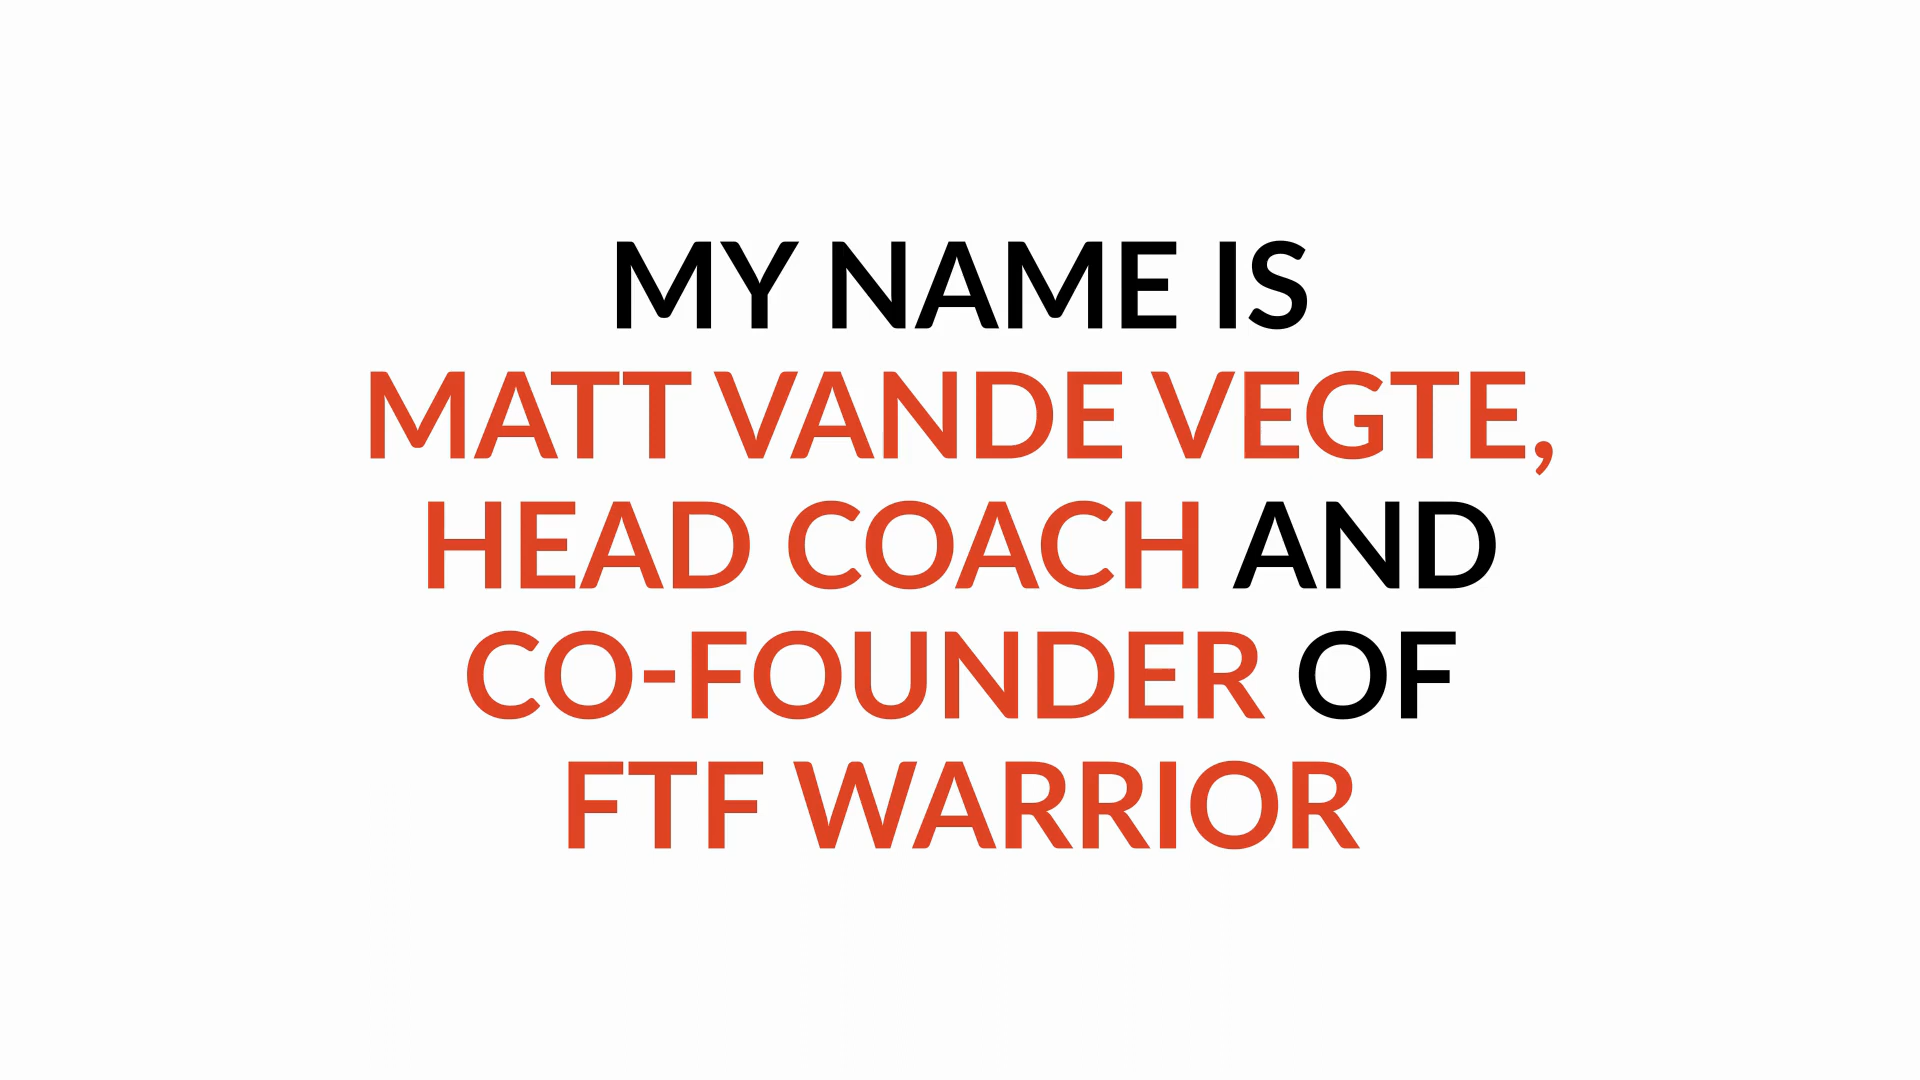 MY NAME IS
MATT VANDE VEGTE,
HEAD COACH AND
CO-FOUNDER OF
FTF WARRIOR